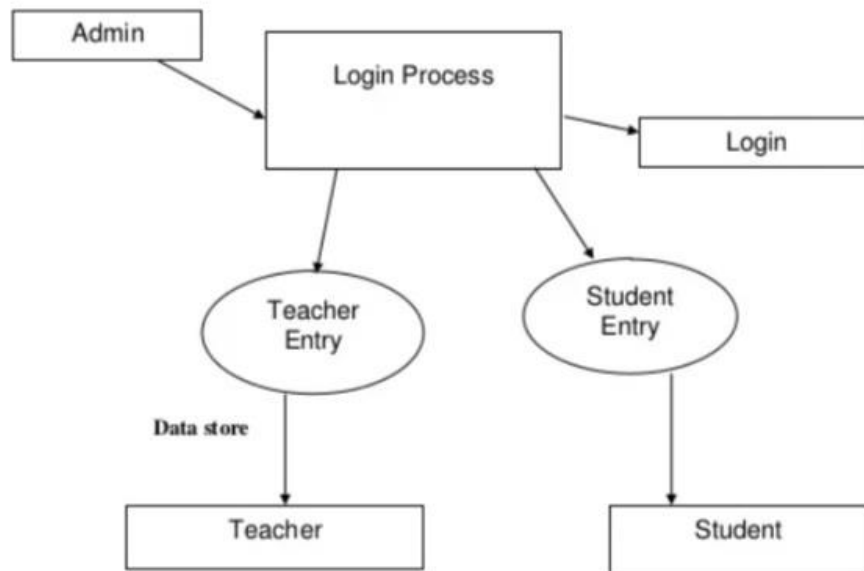 Admin
Login Process
Login
Teacher
Entry
Student
Entry
Data store
Teacher
Student